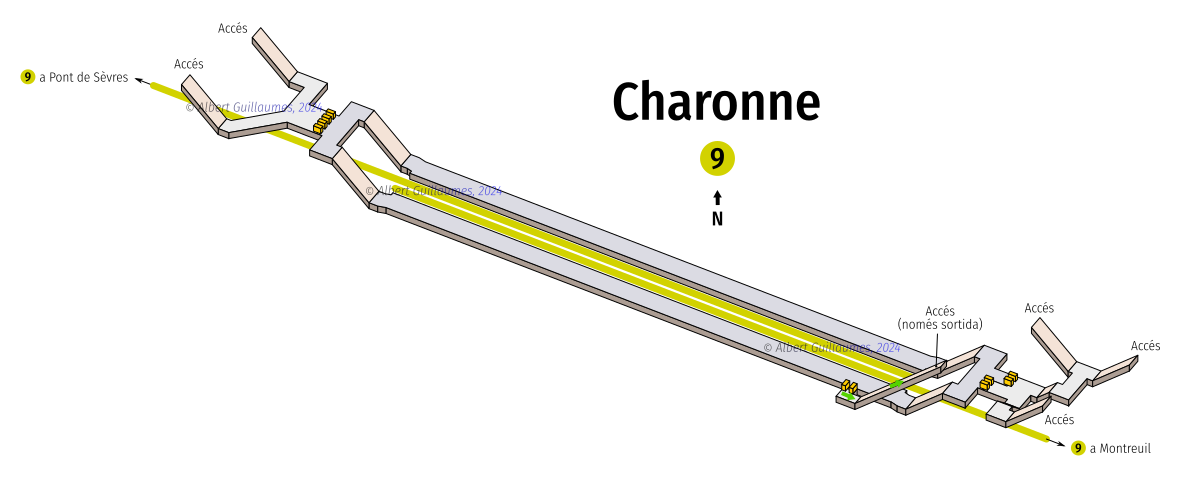 Accés
Accés
9 a Pont de Sèvres
© Albert Guillaumes, 2024
Charonne
9
N
© Albert Guillaumes, 2024
Accés
(només sortida)
Accés
Accés
© Albert Guillaumes, 2024
Accés
9 a Montreuil